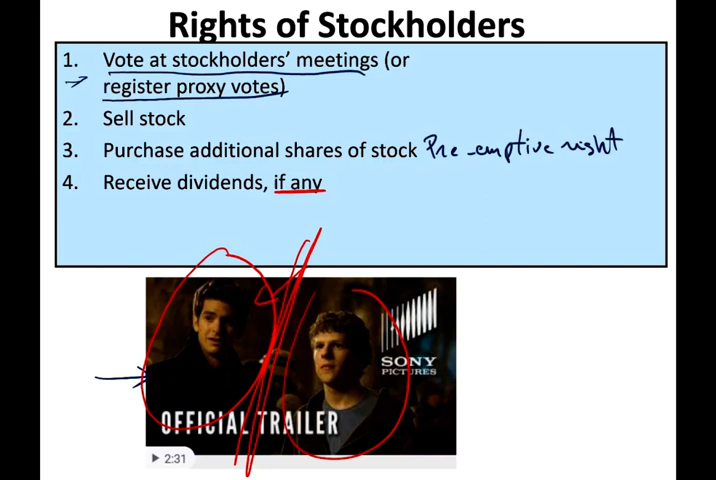 Rights of Stockholders
1. Vote at stockholders' meetings (or
register proxy votes)
2. Sell stock
3. Purchase additional shares of stock Pre-emptive right
4. Receive dividends, if any
SONY
PICTURES
OFFICIAL TRAILER
2:31